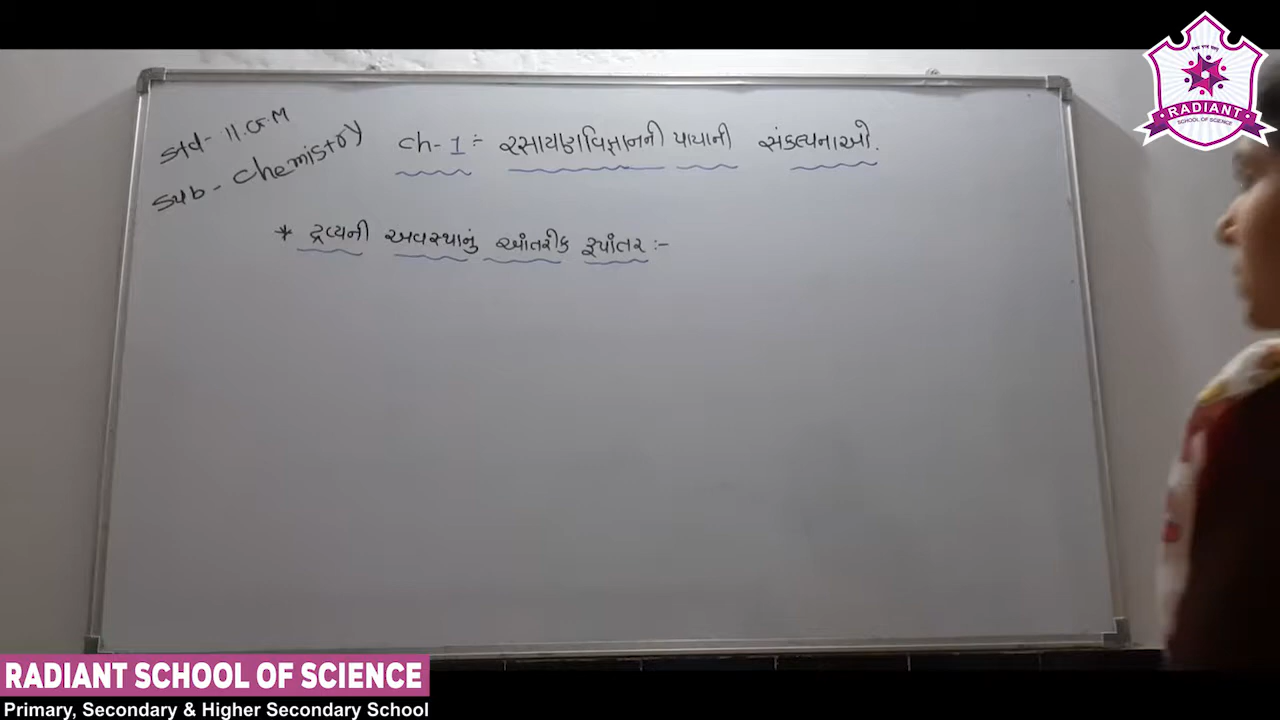 Std - 11.G.M
Sub - Chemistry
Ch - 1 :- રસાયણવિજ્ઞાનની પાયાની સંકલ્પનાઓ.
* દ્રવ્યની અવસ્થાનું આંતરીક રૂપાંતર :-
RADIANT
SCHOOL OF SCIENCE
RADIANT SCHOOL OF SCIENCE
Primary, Secondary & Higher Secondary School